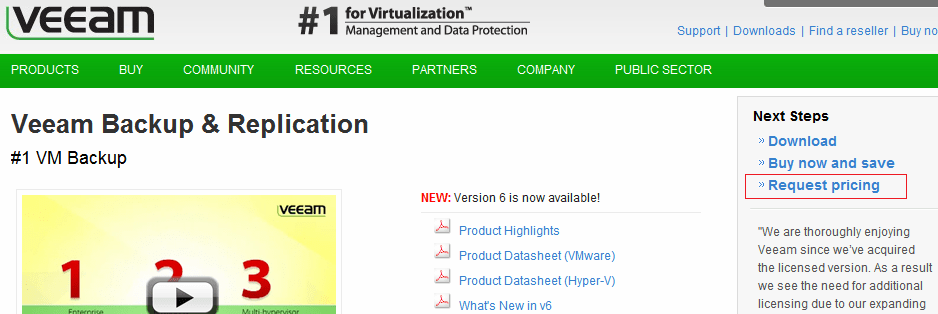 veeam
#1 for Virtualization™
Management and Data Protection
Support | Downloads | Find a reseller | Buy no
PRODUCTS BUY COMMUNITY RESOURCES PARTNERS COMPANY PUBLIC SECTOR
Veeam Backup & Replication
#1 VM Backup
veeam
1 2 3
Enterprise Multi-hypervisor
NEW: Version 6 is now available!
Product Highlights
Product Datasheet (VMware)
Product Datasheet (Hyper-V)
What's New in v6
Next Steps
» Download
» Buy now and save
» Request pricing
"We are thoroughly enjoying
Veeam since we've acquired
the licensed version. As a result
we see the need for additional
licensing due to our expanding